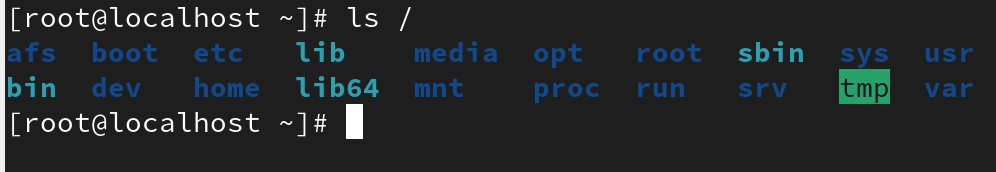 [root@localhost ~]# ls /
afs boot etc lib media opt root sbin sys usr
bin dev home lib64 mnt proc run srv tmp var
[root@localhost ~]#